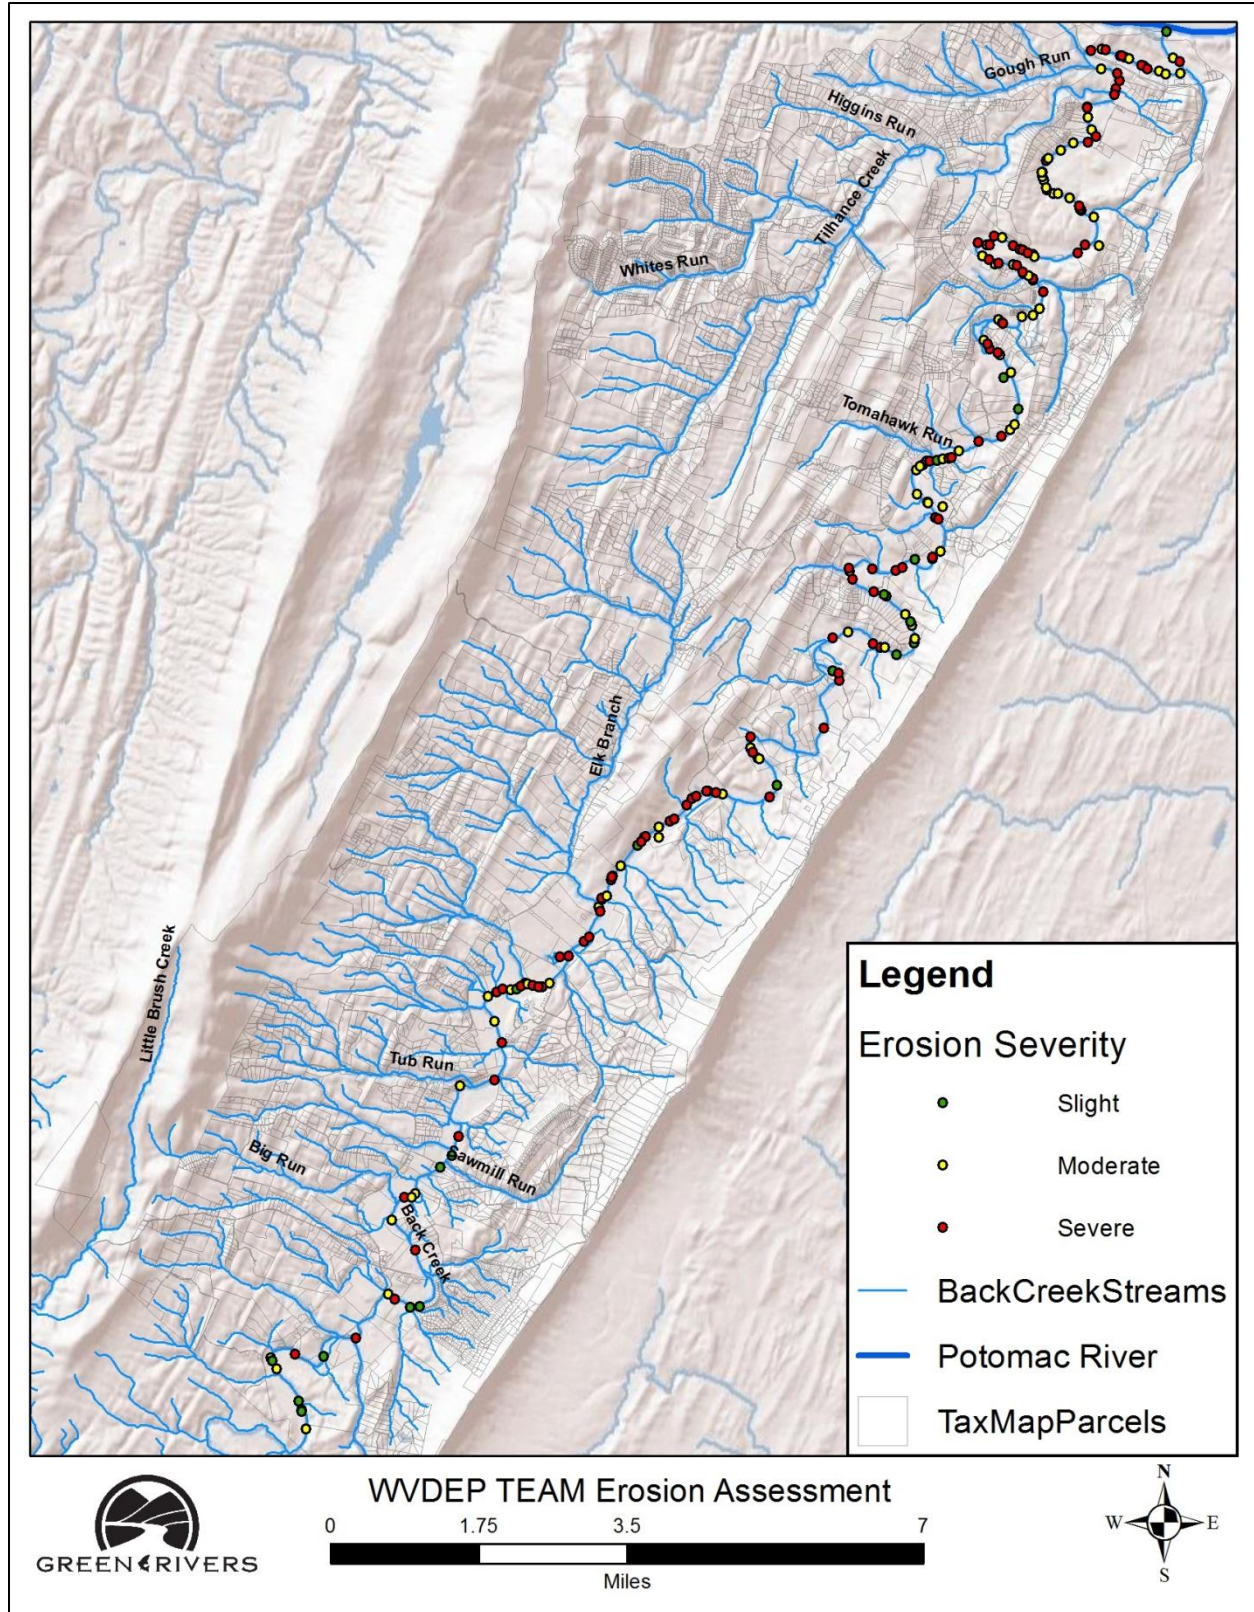 Gough Run
Higgins Run
Tilhance Creek
Whites Run
Tomahawk Run
Elk Branch
Little Brush Creek
Tub Run
Big Run
Sawmill Run
Back Creek
Legend
Erosion Severity
Slight
Moderate
Severe
BackCreekStreams
Potomac River
TaxMapParcels
WVDEP TEAM Erosion Assessment
0 1.75 3.5 7
Miles
GREEN RIVERS
N
W E
S